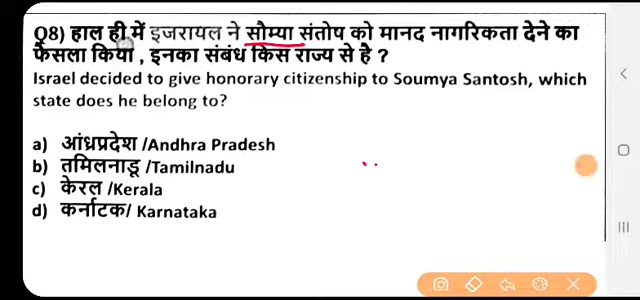 Q8) हाल ही में इजरायल ने सौम्या संतोष को मानद नागरिकता देने का
फैसला किया , इनका संबंध किस राज्य से है ?
Israel decided to give honorary citizenship to Soumya Santosh, which
state does he belong to?
a) आंध्रप्रदेश /Andhra Pradesh
b) तमिलनाडू /Tamilnadu
c) केरल /Kerala
d) कर्नाटक/ Karnataka